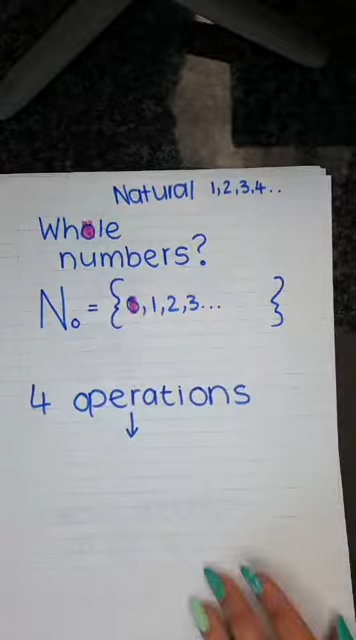 Natural 1,2,3,4..
Whole
numbers?
N₀ = {0,1,2,3... }
4 operations
↓